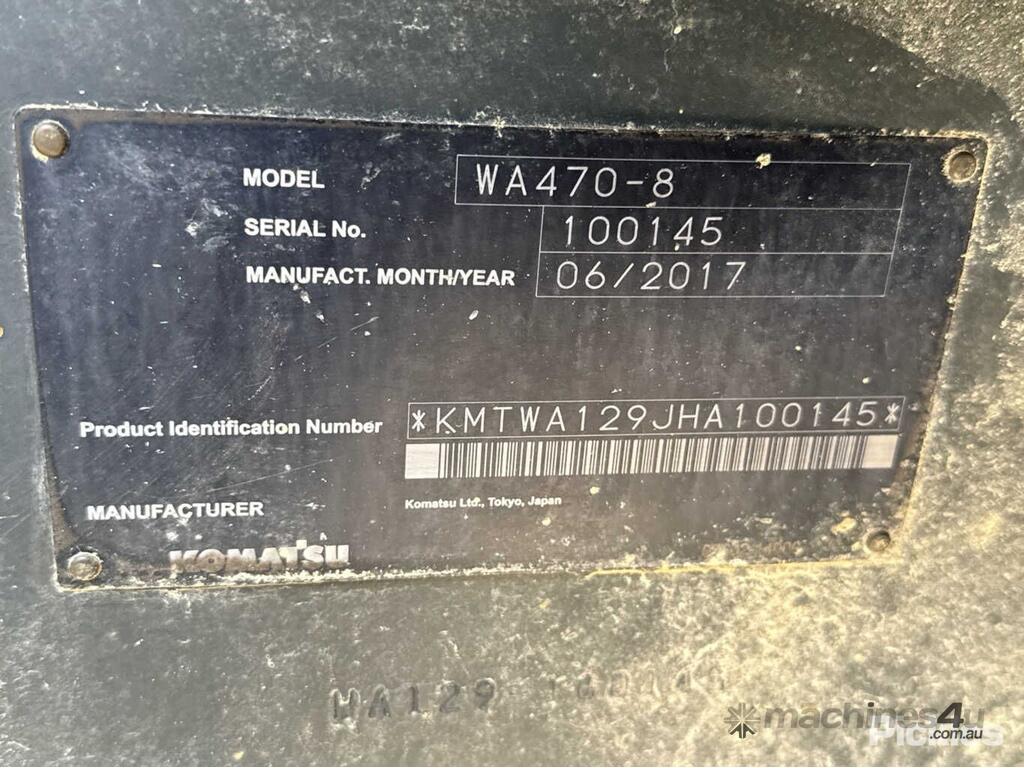 MODEL WA470-8
SERIAL No. 100145
MANUFACT. MONTH/YEAR 06/2017
Product Identification Number *KMTWA129JHA100145*
MANUFACTURER Komatsu Ltd., Tokyo, Japan
KOMATSU
machines4u
.com.au
Pickles